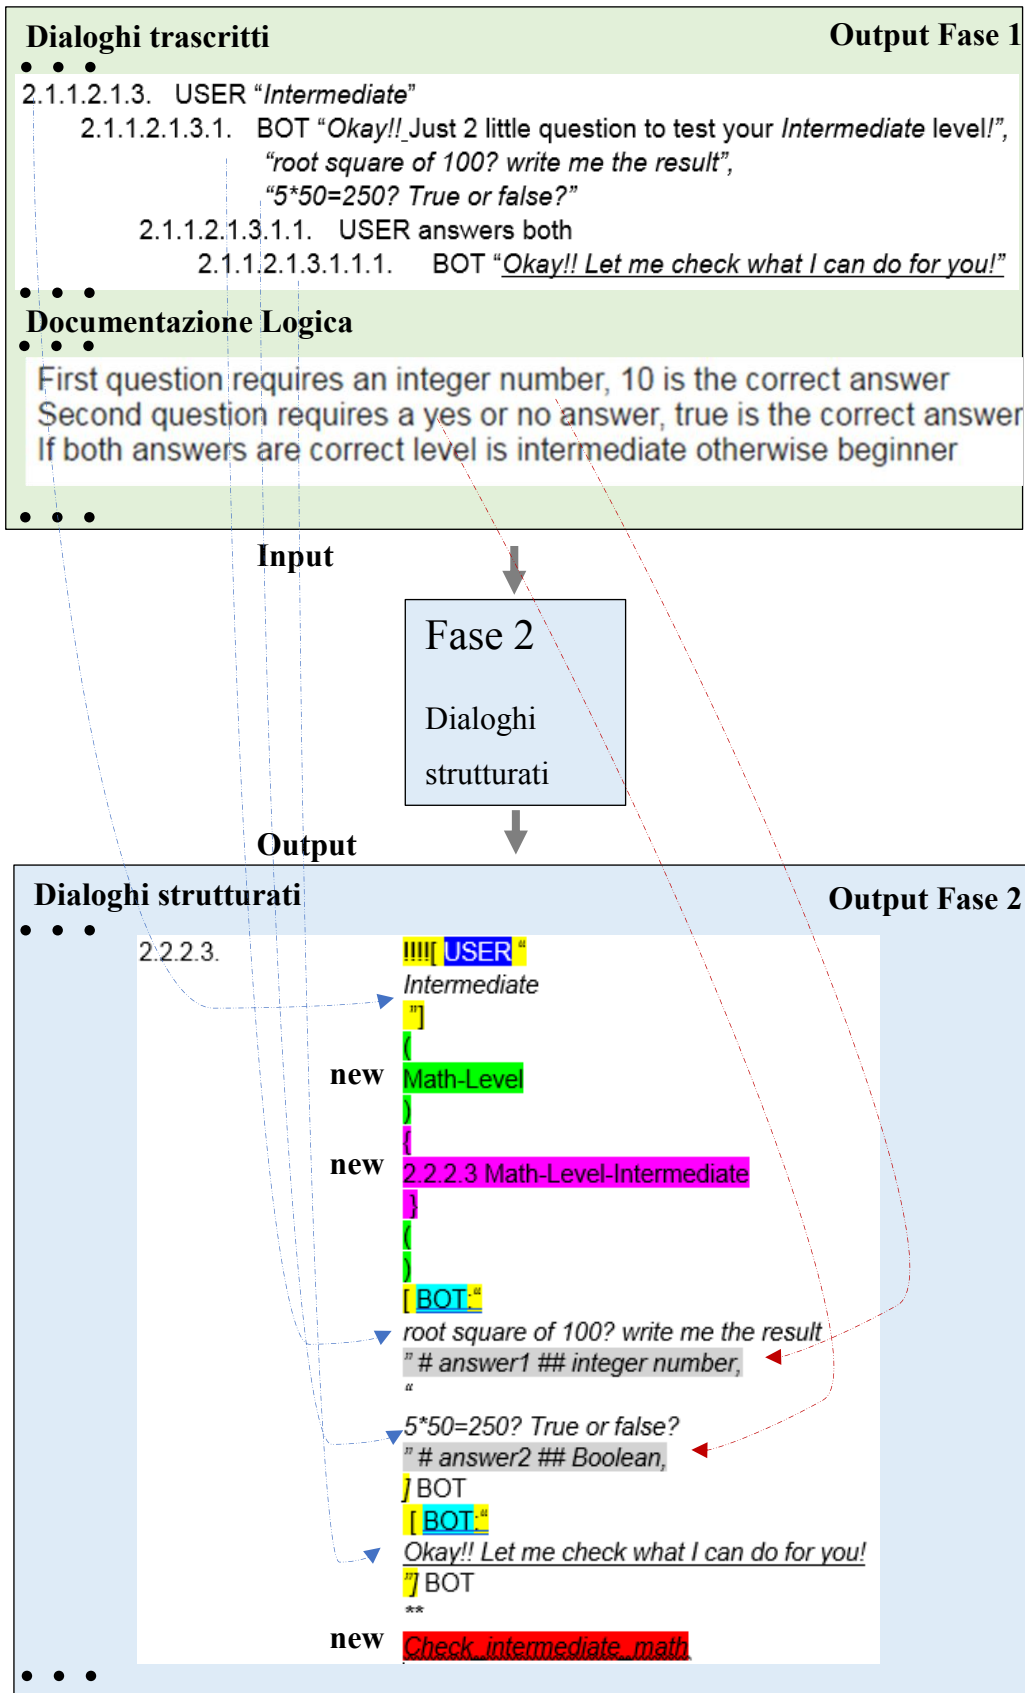 Dialoghi trascritti Output Fase 1
• • •
2.1.1.2.1.3. USER “Intermediate”
2.1.1.2.1.3.1. BOT “Okay!! Just 2 little question to test your Intermediate level!”,
“root square of 100? write me the result”,
“5*50=250? True or false?”
2.1.1.2.1.3.1.1. USER answers both
2.1.1.2.1.3.1.1.1. BOT “Okay!! Let me check what I can do for you!”
• • •
Documentazione Logica
• • •
First question requires an integer number, 10 is the correct answer
Second question requires a yes or no answer, true is the correct answer
If both answers are correct level is intermediate otherwise beginner
• • •
Input
Fase 2
Dialoghi
strutturati
Output
Dialoghi strutturati Output Fase 2
• • •
2.2.2.3. !!!![ USER “
Intermediate
”]
(
new Math-Level
)
{
new 2.2.2.3 Math-Level-Intermediate
}
(
)
[ BOT:“
root square of 100? write me the result
” # answer1 ## integer number,
“
5*50=250? True or false?
” # answer2 ## Boolean,
] BOT
[ BOT:“
Okay!! Let me check what I can do for you!
”] BOT
**
new Check_intermediate_math
• • •